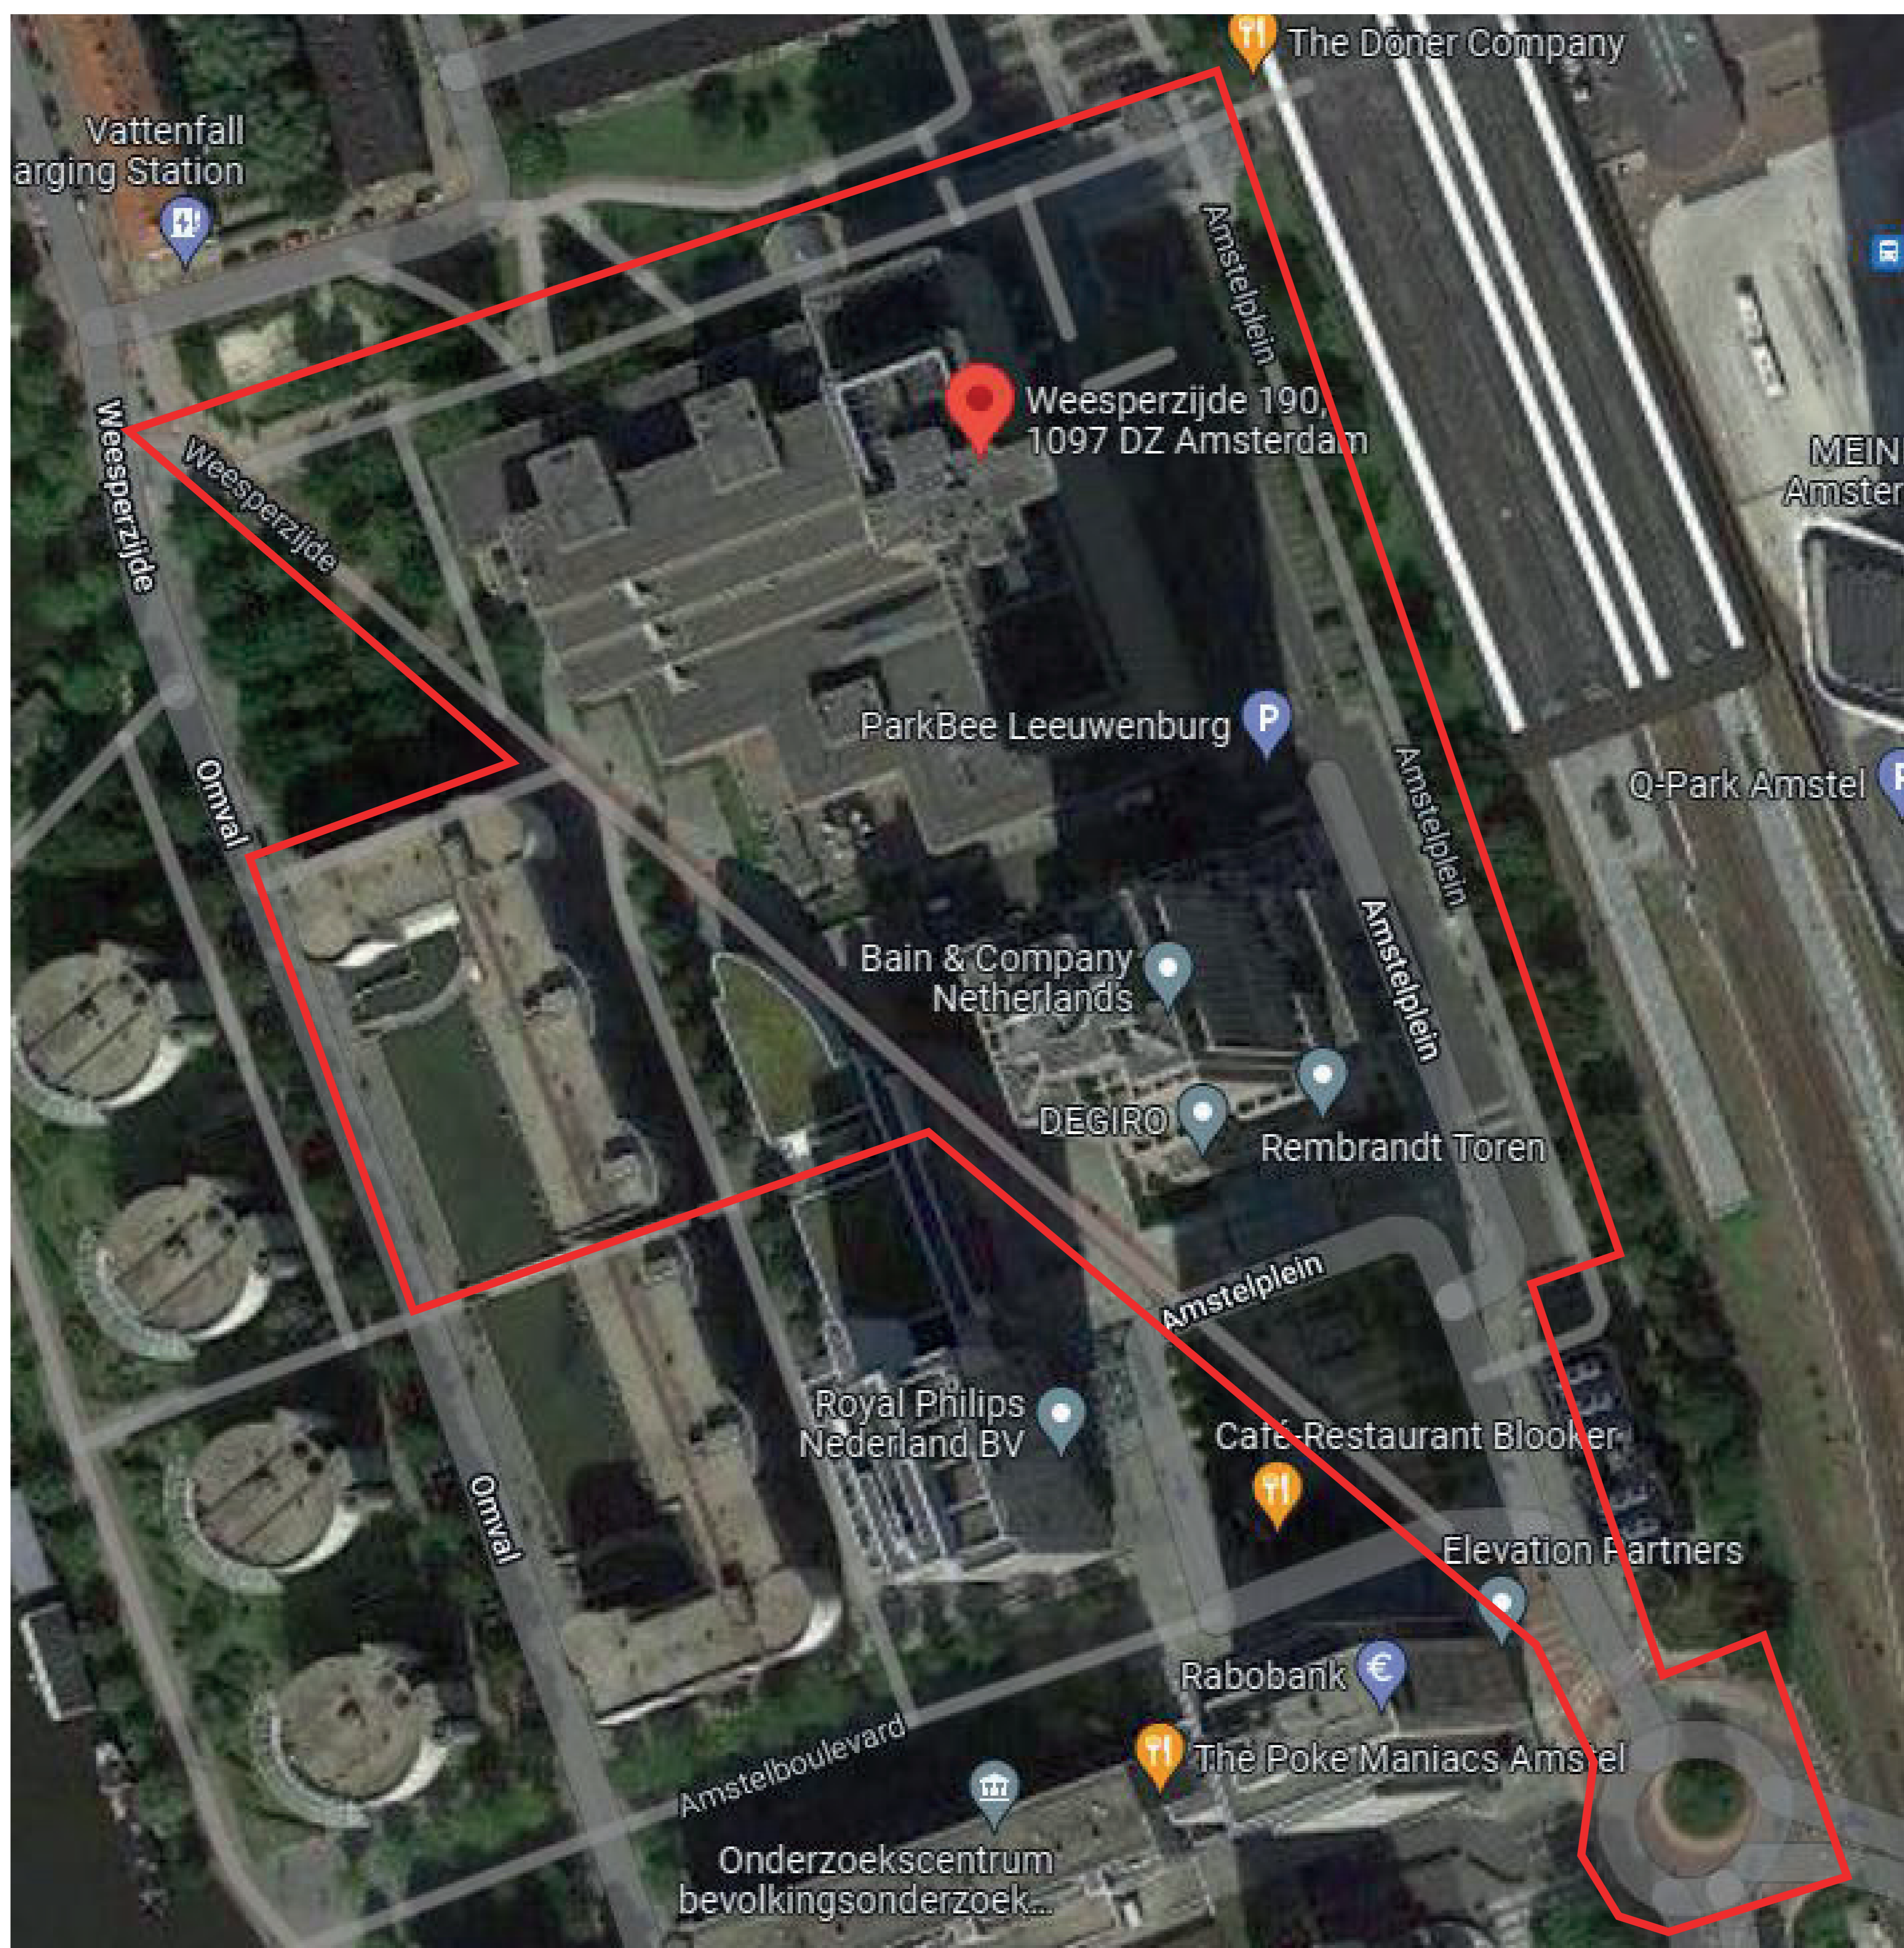 The Döner Company
Vattenfall
arging Station
Amstelplein
Weesperzijde 190,
1097 DZ Amsterdam
Weesperzijde
Weesperzijde
MEIN
Amster
ParkBee Leeuwenburg
P
Q-Park Amstel
P
Omval
Amstelplein
Amstelplein
Bain & Company
Netherlands
DEGIRO
Rembrandt Toren
Amstelplein
Royal Philips
Nederland BV
Café-Restaurant Blooker
Omval
Elevation Partners
Rabobank €
Amstelboulevard
The Poke Maniacs Amstel
Onderzoekscentrum
bevolkingsonderzoek...